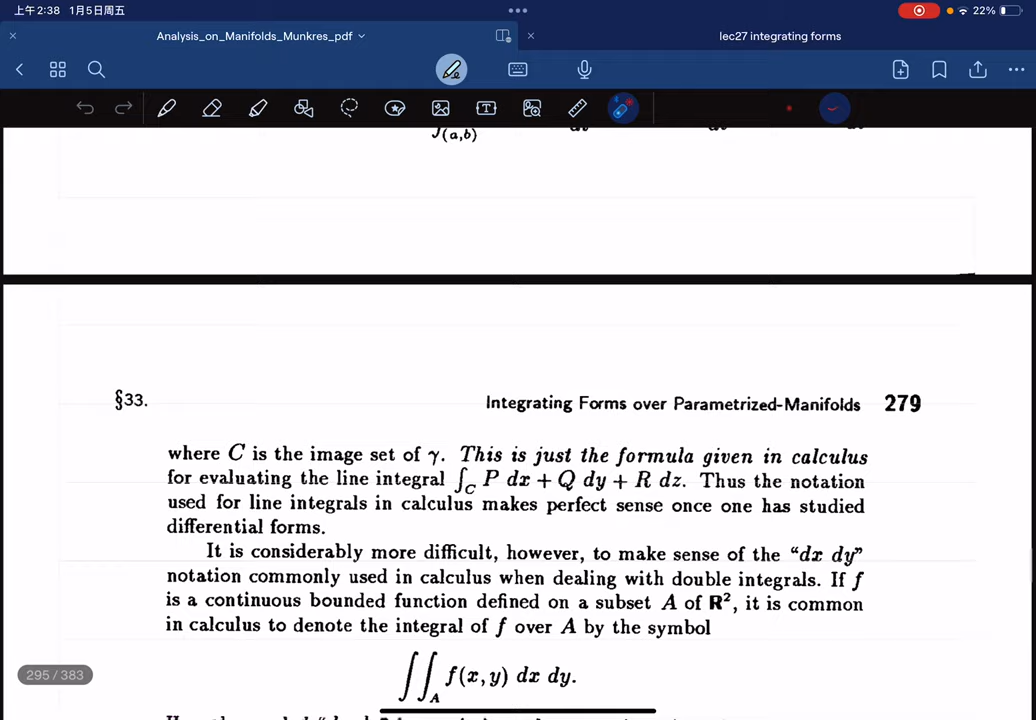 上午2:38 1月5日周五
22%
Analysis_on_Manifolds_Munkres_pdf
lec27 integrating forms
J(a,b)
§33.
Integrating Forms over Parametrized-Manifolds 279
where C is the image set of γ. This is just the formula given in calculus
for evaluating the line integral ∫_C P dx + Q dy + R dz. Thus the notation
used for line integrals in calculus makes perfect sense once one has studied
differential forms.
It is considerably more difficult, however, to make sense of the “dx dy”
notation commonly used in calculus when dealing with double integrals. If f
is a continuous bounded function defined on a subset A of R², it is common
in calculus to denote the integral of f over A by the symbol
∫∫_A f(x, y) dx dy.
295 / 383